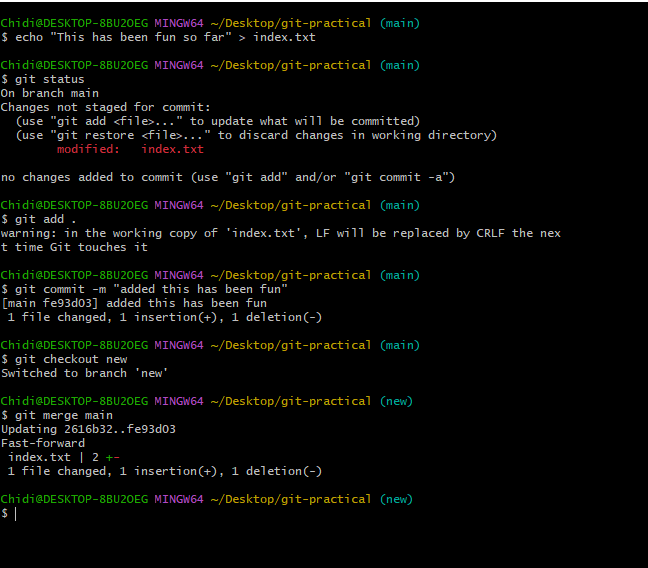 Chidi@DESKTOP-8BU2OEG MINGW64 ~/Desktop/git-practical (main)
$ echo "This has been fun so far" > index.txt
Chidi@DESKTOP-8BU2OEG MINGW64 ~/Desktop/git-practical (main)
$ git status
On branch main
Changes not staged for commit:
  (use "git add <file>..." to update what will be committed)
  (use "git restore <file>..." to discard changes in working directory)
        modified:   index.txt
no changes added to commit (use "git add" and/or "git commit -a")
Chidi@DESKTOP-8BU2OEG MINGW64 ~/Desktop/git-practical (main)
$ git add .
warning: in the working copy of 'index.txt', LF will be replaced by CRLF the nex
t time Git touches it
Chidi@DESKTOP-8BU2OEG MINGW64 ~/Desktop/git-practical (main)
$ git commit -m "added this has been fun"
[main fe93d03] added this has been fun
 1 file changed, 1 insertion(+), 1 deletion(-)
Chidi@DESKTOP-8BU2OEG MINGW64 ~/Desktop/git-practical (main)
$ git checkout new
Switched to branch 'new'
Chidi@DESKTOP-8BU2OEG MINGW64 ~/Desktop/git-practical (new)
$ git merge main
Updating 2616b32..fe93d03
Fast-forward
 index.txt | 2 +-
 1 file changed, 1 insertion(+), 1 deletion(-)
Chidi@DESKTOP-8BU2OEG MINGW64 ~/Desktop/git-practical (new)
$